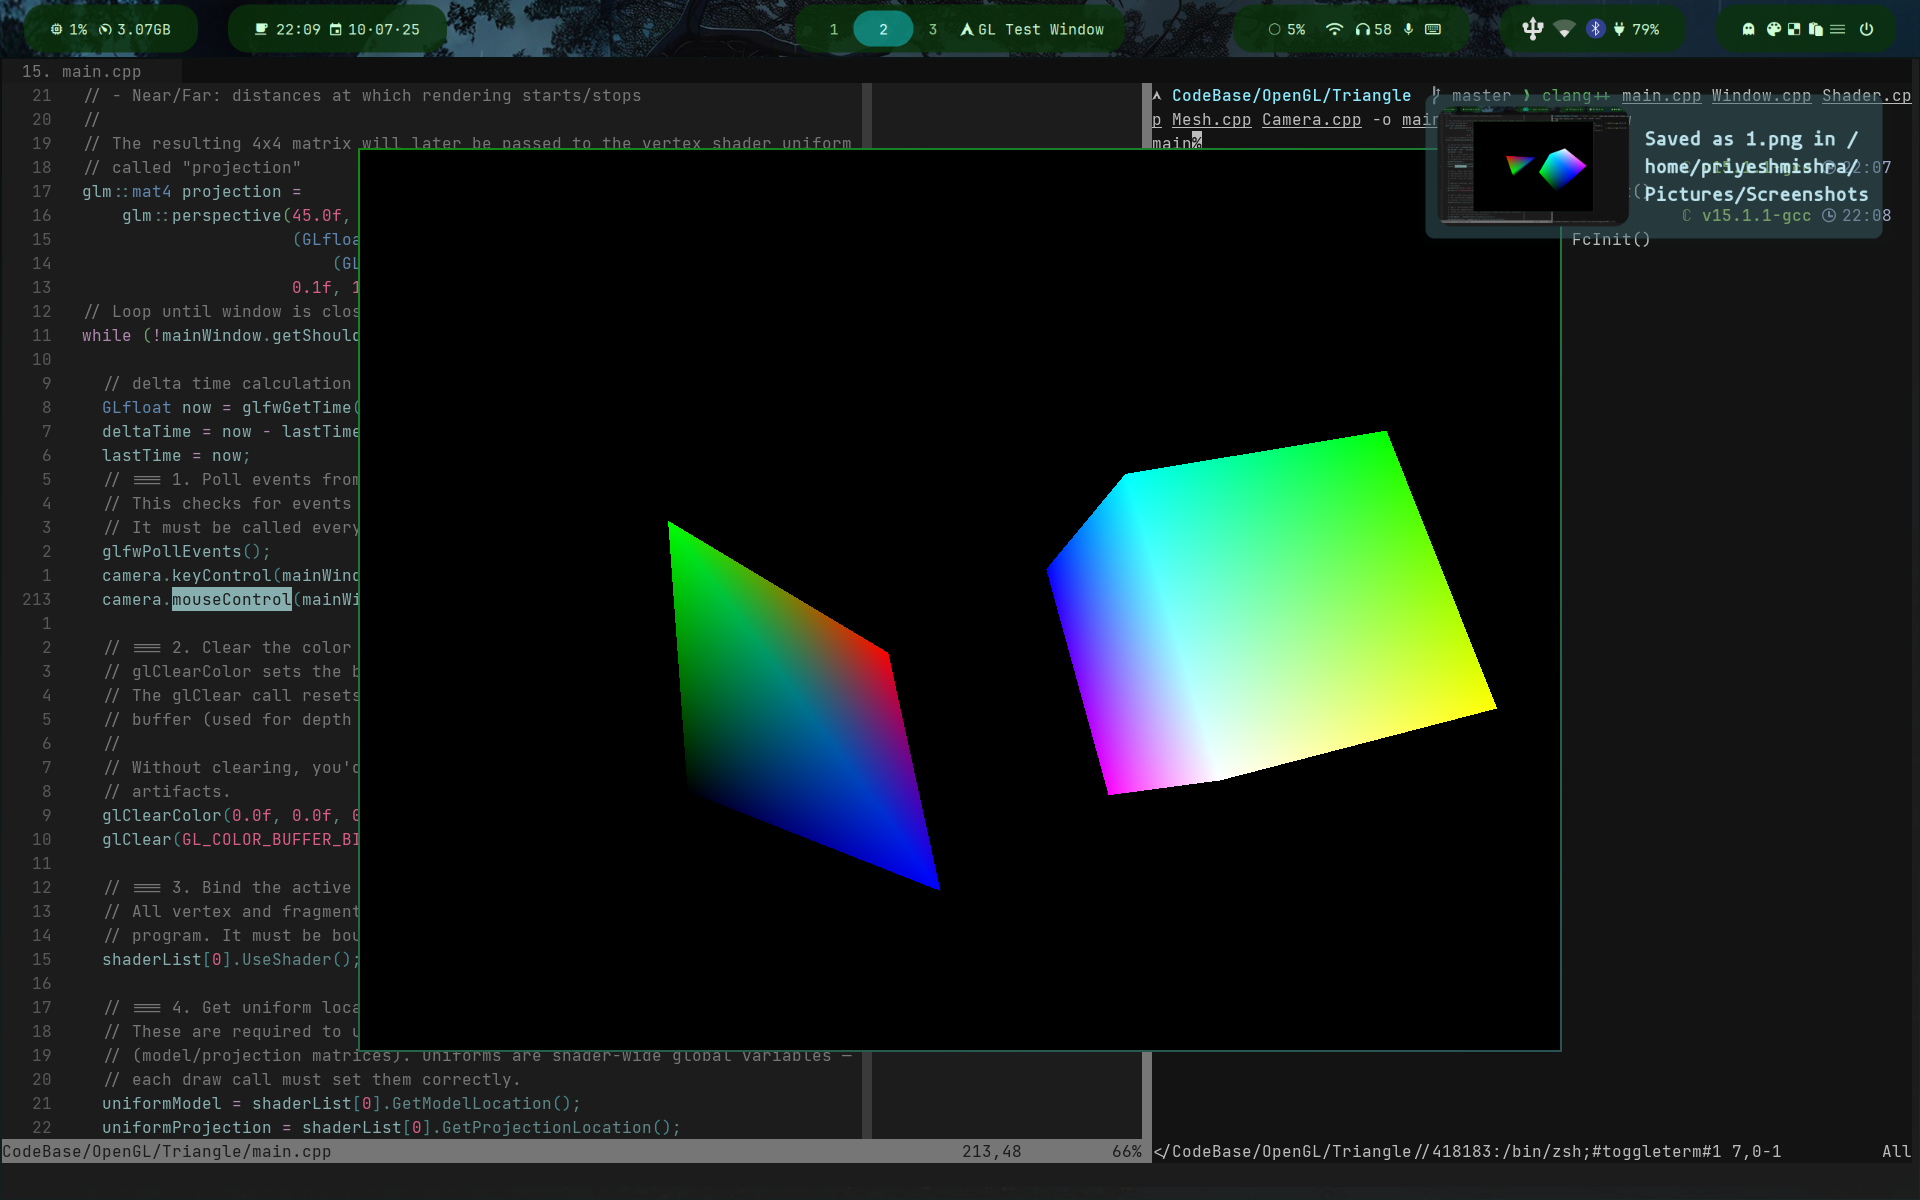 1% 3.07GB 22:09 10·07·25 1 2 3 GL Test Window 5% 58 79%
15. main.cpp
21 // - Near/Far: distances at which rendering starts/stops
20 //
19 // The resulting 4x4 matrix will later be passed to the vertex shader uniform
18 // called "projection"
17 glm::mat4 projection =
16 glm::perspective(45.0f,
15 (GLfloa
14 (GL
13 0.1f, 1
12 // Loop until window is clos
11 while (!mainWindow.getShould
10
9 // delta time calculation
8 GLfloat now = glfwGetTime(
7 deltaTime = now - lastTime
6 lastTime = now;
5 // === 1. Poll events from
4 // This checks for events
3 // It must be called every
2 glfwPollEvents();
1 camera.keyControl(mainWind
213 camera.mouseControl(mainWi
1
2 // === 2. Clear the color
3 // glClearColor sets the b
4 // The glClear call resets
5 // buffer (used for depth
6 //
7 // Without clearing, you'd
8 // artifacts.
9 glClearColor(0.0f, 0.0f, 0
10 glClear(GL_COLOR_BUFFER_BI
11
12 // === 3. Bind the active
13 // All vertex and fragment
14 // program. It must be bou
15 shaderList[0].UseShader();
16
17 // === 4. Get uniform loca
18 // These are required to u
19 // (model/projection matrices). Uniforms are shader-wide global variables —
20 // each draw call must set them correctly.
21 uniformModel = shaderList[0].GetModelLocation();
22 uniformProjection = shaderList[0].GetProjectionLocation();
CodeBase/OpenGL/Triangle/main.cpp 213,48 66%
CodeBase/OpenGL/Triangle master ❯ clang++ main.cpp Window.cpp Shader.cp
p Mesh.cpp Camera.cpp -o mai
main%
Saved as 1.png in /
home/priyeshmishra/
Pictures/Screenshots
22:07
v15.1.1-gcc 22:08
FcInit()
</CodeBase/OpenGL/Triangle//418183:/bin/zsh;#toggleterm#1 7,0-1 All